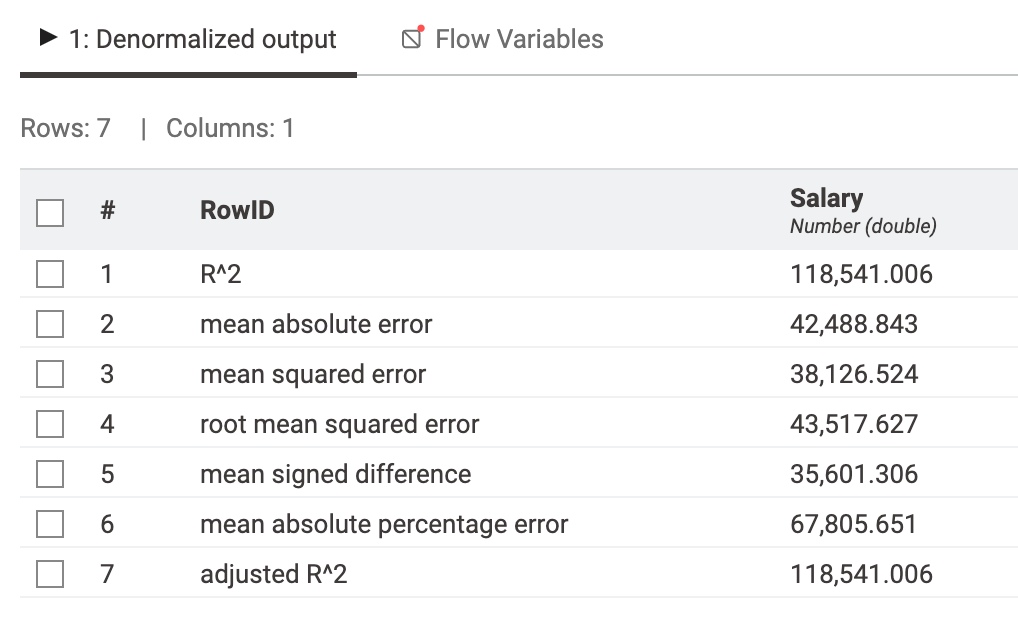 1: Denormalized output Flow Variables
Rows: 7 | Columns: 1
# RowID Salary
Number (double)
1 R^2 118,541.006
2 mean absolute error 42,488.843
3 mean squared error 38,126.524
4 root mean squared error 43,517.627
5 mean signed difference 35,601.306
6 mean absolute percentage error 67,805.651
7 adjusted R^2 118,541.006